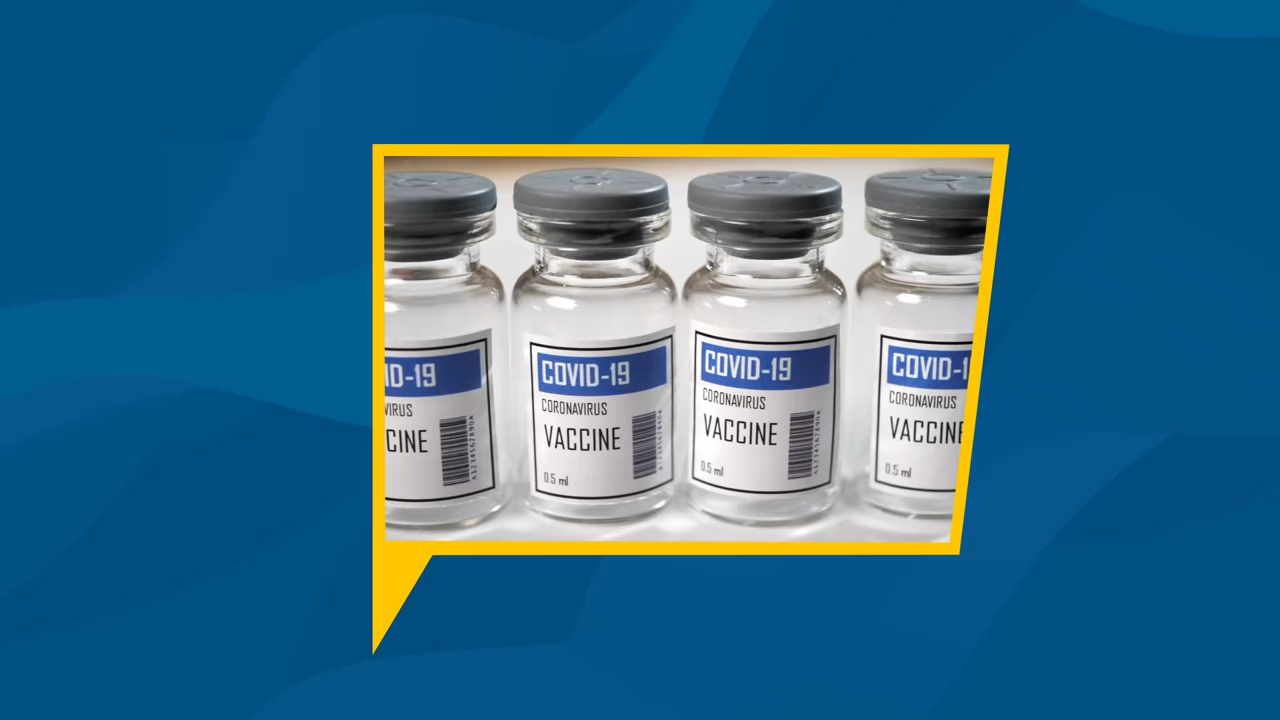 ID-19
VIRUS
CINE
COVID-19
CORONAVIRUS
VACCINE
0.5 ml
COVID-19
CORONAVIRUS
VACCINE
0.5 ml
COVID-1
CORONAVIRUS
VACCINE
0.5 ml